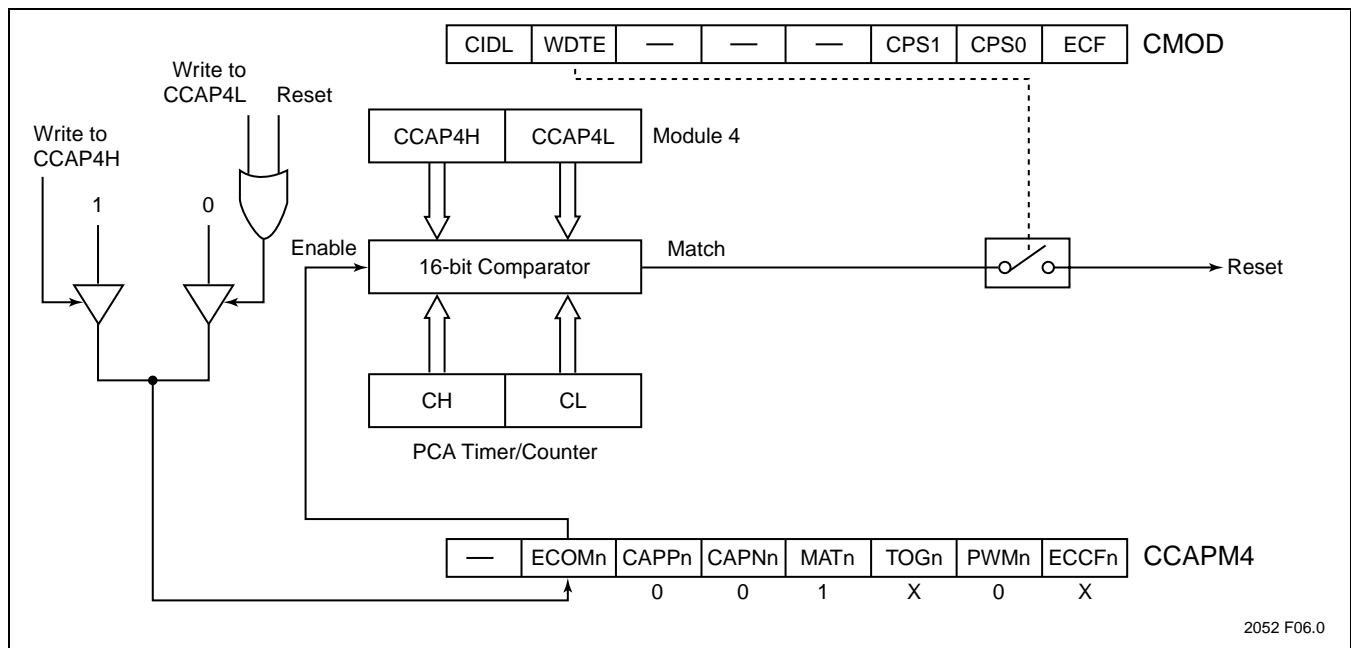 CIDL WDTE — — — CPS1 CPS0 ECF CMOD
Write to
CCAP4L
Reset
Write to
CCAP4H
CCAP4H CCAP4L Module 4
1 0
Enable
16-bit Comparator
Match
Reset
CH CL
PCA Timer/Counter
— ECOMn CAPPn CAPNn MATn TOGn PWMn ECCFn CCAPM4
0 0 1 X 0 X
2052 F06.0